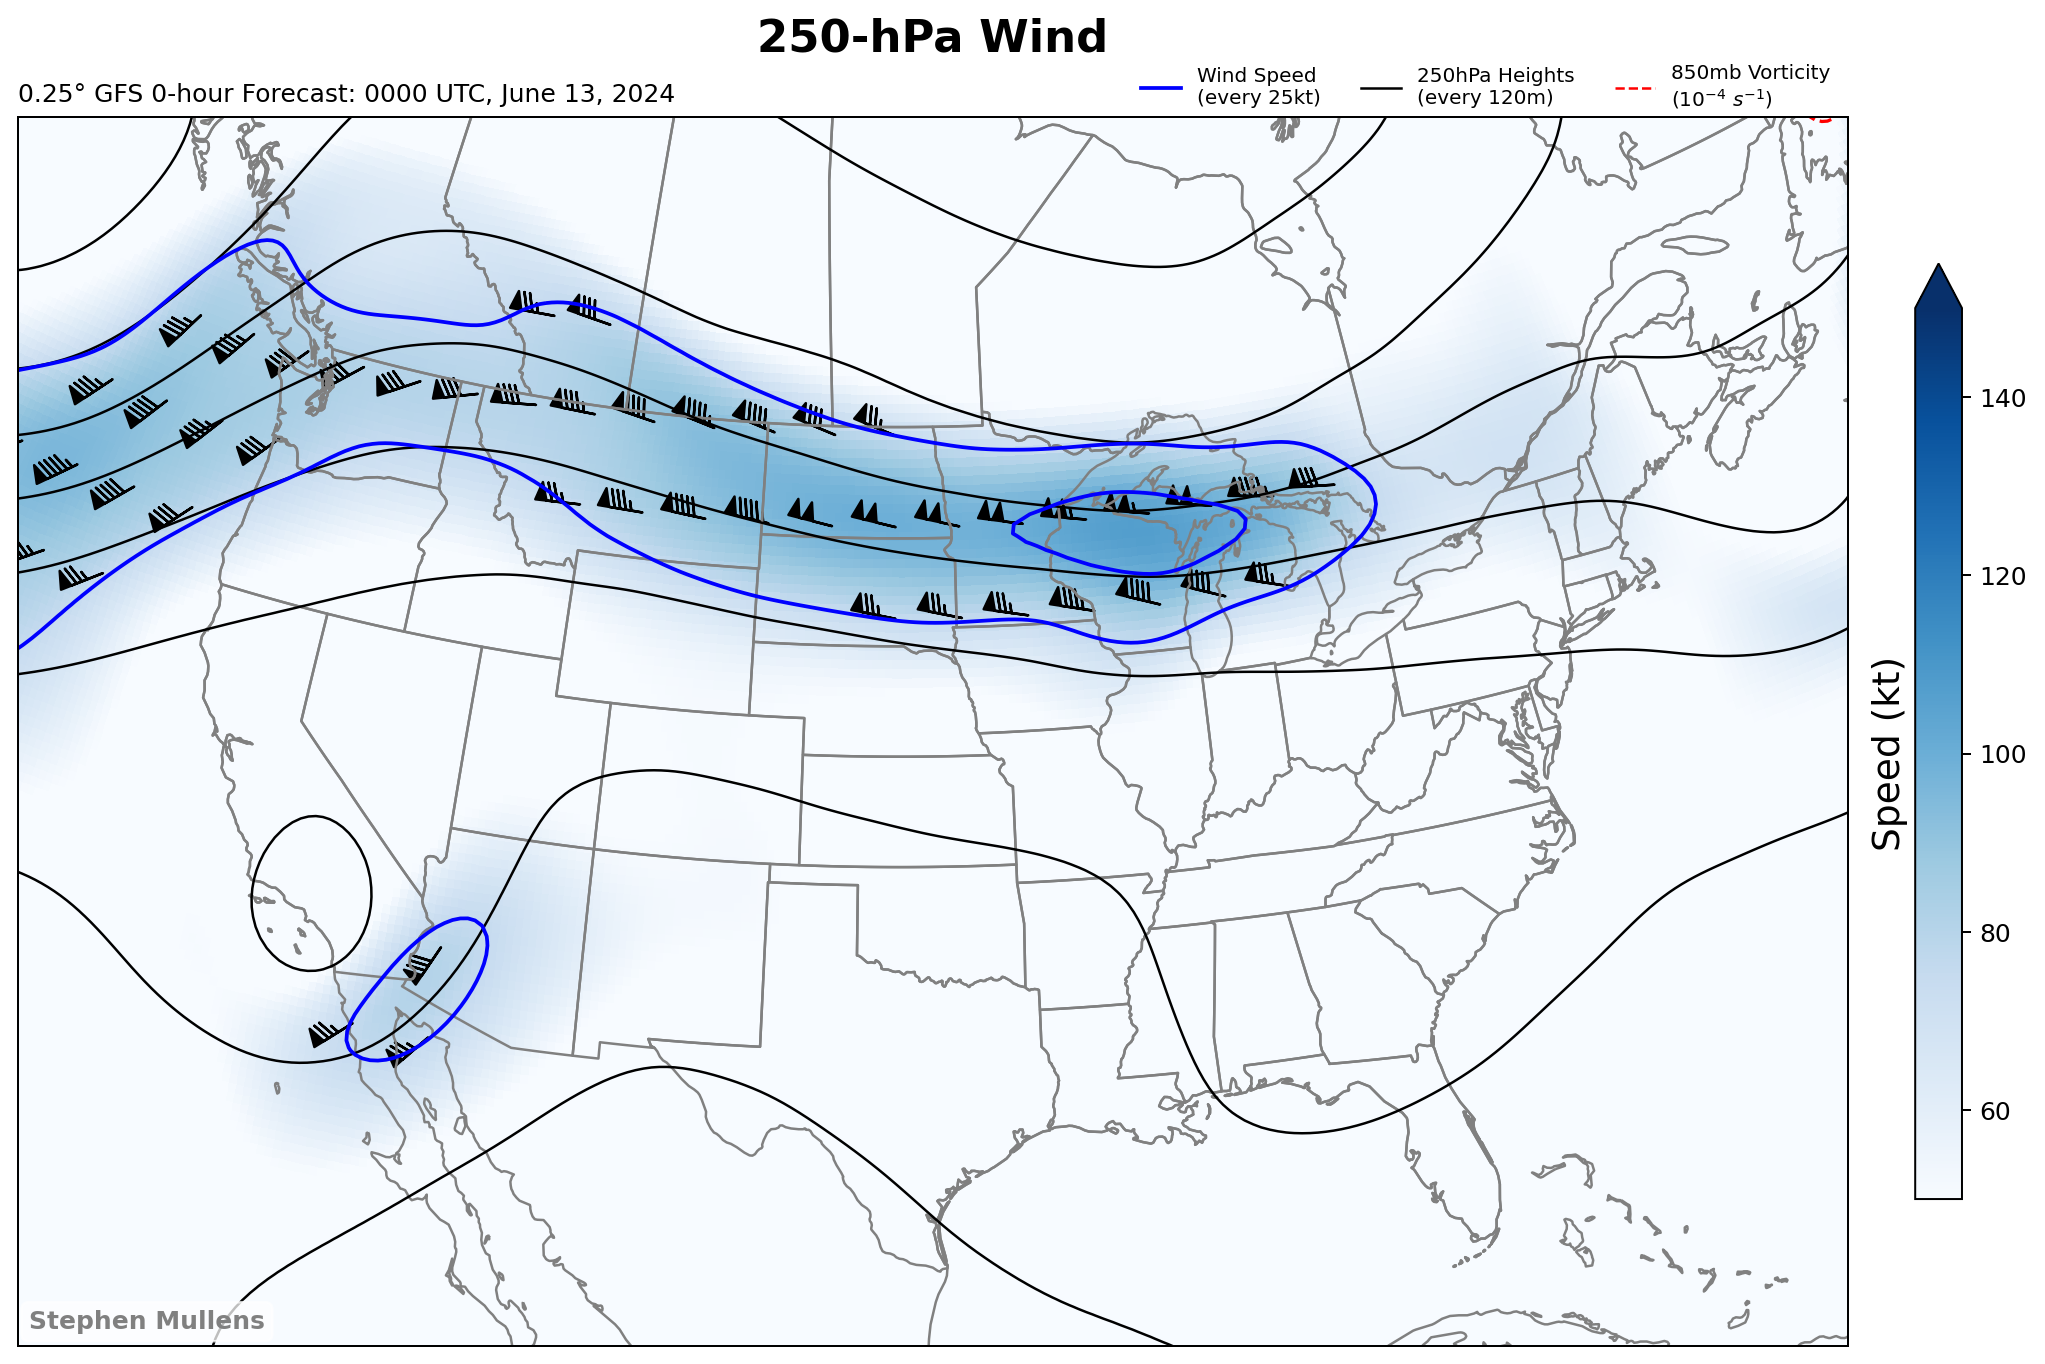 250-hPa Wind
0.25° GFS 0-hour Forecast: 0000 UTC, June 13, 2024
Wind Speed
(every 25kt)
250hPa Heights
(every 120m)
850mb Vorticity
(10⁻⁴ s⁻¹)
140
120
100
80
60
Speed (kt)
Stephen Mullens